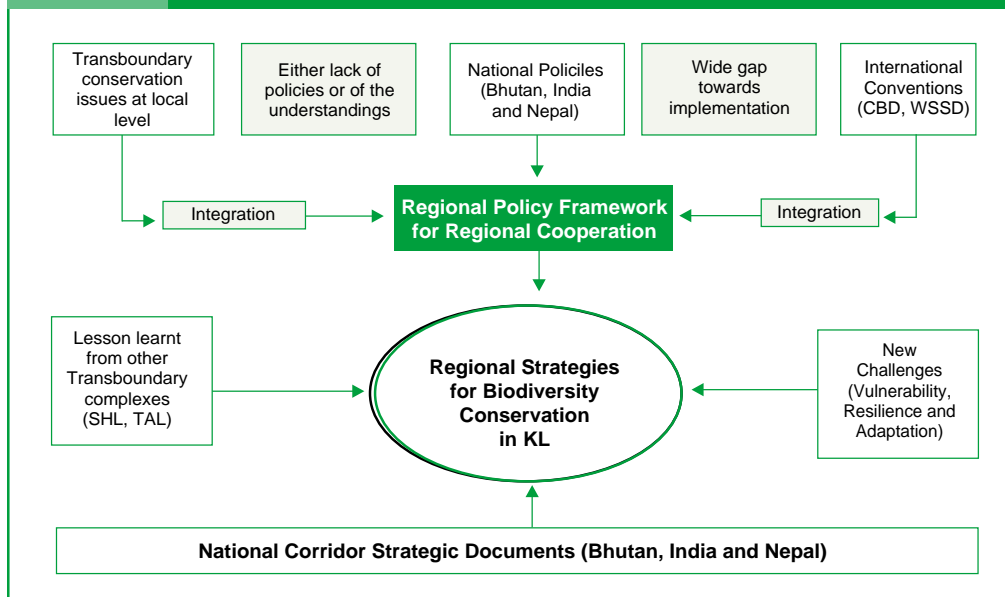 Transboundary
conservation
issues at local
level
Either lack of
policies or of the
understandings
National Policiles
(Bhutan, India
and Nepal)
Wide gap
towards
implementation
International
Conventions
(CBD, WSSD)
Integration
Regional Policy Framework
for Regional Cooperation
Integration
Lesson learnt
from other
Transboundary
complexes
(SHL, TAL)
Regional Strategies
for Biodiversity
Conservation
in KL
New
Challenges
(Vulnerability,
Resilience and
Adaptation)
National Corridor Strategic Documents (Bhutan, India and Nepal)